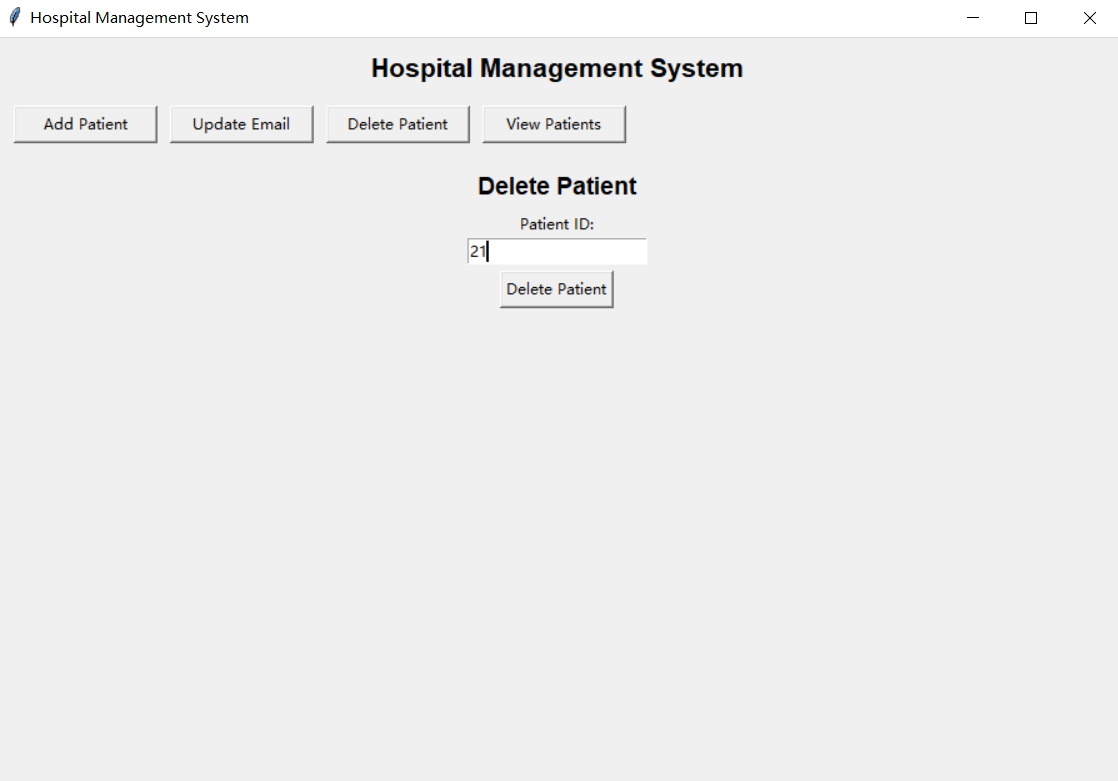 Hospital Management System
Hospital Management System
Add Patient Update Email Delete Patient View Patients
Delete Patient
Patient ID:
21
Delete Patient